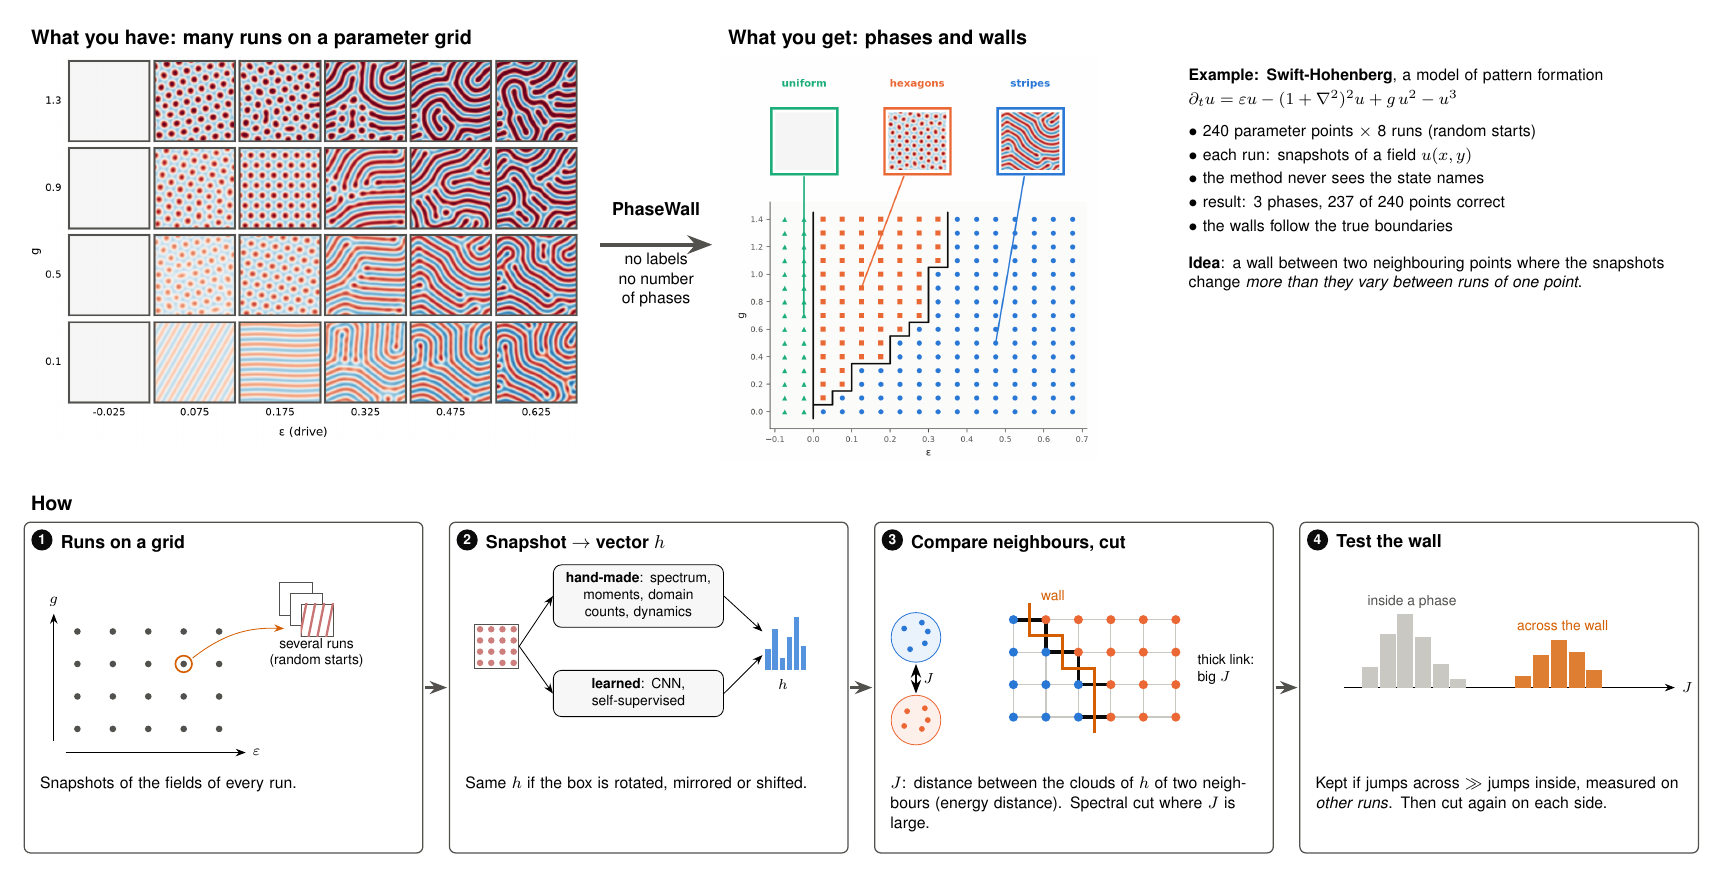 What you have: many runs on a parameter grid
1.3
0.9
g
0.5
0.1
-0.025
0.075
0.175
0.325
0.475
0.625
ε (drive)
PhaseWall
no labels
no number
of phases
What you get: phases and walls
uniform
hexagons
stripes
1.4
1.2
1.0
0.8
g
0.6
0.4
0.2
0.0
−0.1
0.0
0.1
0.2
0.3
0.4
0.5
0.6
0.7
ε
Example: Swift-Hohenberg, a model of pattern formation
∂ₜu = εu − (1 + ∇²)²u + g u² − u³
• 240 parameter points × 8 runs (random starts)
• each run: snapshots of a field u(x, y)
• the method never sees the state names
• result: 3 phases, 237 of 240 points correct
• the walls follow the true boundaries
Idea: a wall between two neighbouring points where the snapshots
change more than they vary between runs of one point.
How
1 Runs on a grid
g
several runs
(random starts)
ε
Snapshots of the fields of every run.
2 Snapshot → vector h
hand-made: spectrum,
moments, domain
counts, dynamics
learned: CNN,
self-supervised
h
Same h if the box is rotated, mirrored or shifted.
3 Compare neighbours, cut
wall
J
thick link:
big J
J: distance between the clouds of h of two neigh-
bours (energy distance). Spectral cut where J is
large.
4 Test the wall
inside a phase
across the wall
J
Kept if jumps across ≫ jumps inside, measured on
other runs. Then cut again on each side.